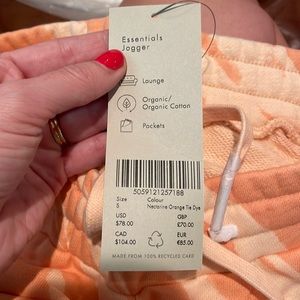 Essentials
Jogger
Lounge
Organic/
Organic Cotton
Pockets
5059121257188
Size
S
Colour
Nectarine Orange Tie Dye
USD
$78.00
GBP
£70.00
CAD
$104.00
EUR
€85.00
MADE FROM 100% RECYCLED CARD